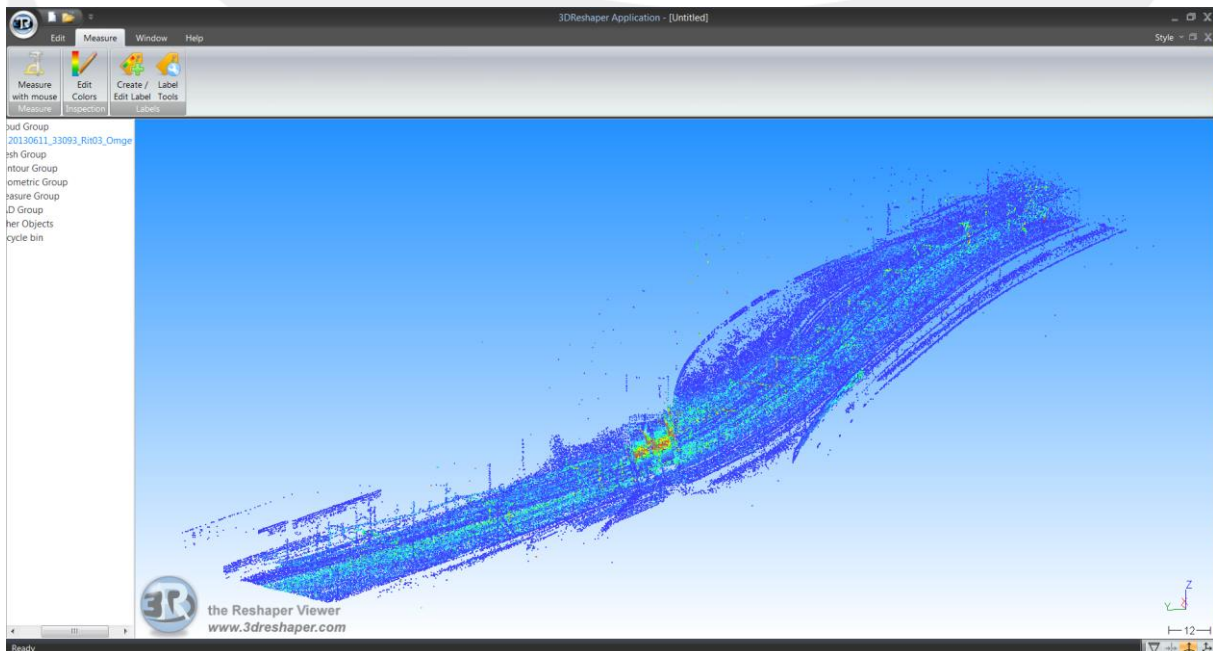 3DReshaper Application - [Untitled]
Edit Measure Window Help
Style
Measure with mouse
Edit Colors
Create / Edit Label
Label Tools
Measure Inspection Labels
oud Group
20130611_33093_Rit03_Omge
esh Group
ntour Group
ometric Group
easure Group
D Group
her Objects
cycle bin
3R
the Reshaper Viewer
www.3dreshaper.com
Z
Y X
12
Ready